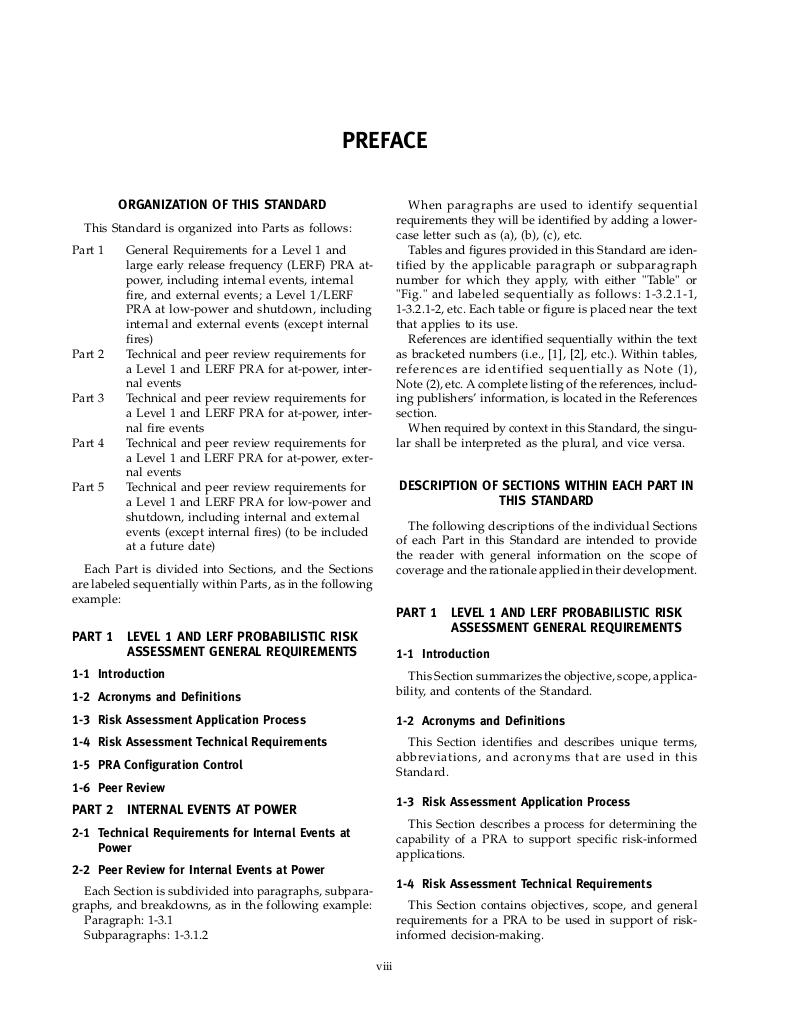 PREFACE
ORGANIZATION OF THIS STANDARD
This Standard is organized into Parts as follows:
Part 1 General Requirements for a Level 1 and
large early release frequency (LERF) PRA at-
power, including internal events, internal
fire, and external events; a Level 1/LERF
PRA at low-power and shutdown, including
internal and external events (except internal
fires)
Part 2 Technical and peer review requirements for
a Level 1 and LERF PRA for at-power, inter-
nal events
Part 3 Technical and peer review requirements for
a Level 1 and LERF PRA for at-power, inter-
nal fire events
Part 4 Technical and peer review requirements for
a Level 1 and LERF PRA for at-power, exter-
nal events
Part 5 Technical and peer review requirements for
a Level 1 and LERF PRA for low-power and
shutdown, including internal and external
events (except internal fires) (to be included
at a future date)
Each Part is divided into Sections, and the Sections
are labeled sequentially within Parts, as in the following
example:
PART 1 LEVEL 1 AND LERF PROBABILISTIC RISK
ASSESSMENT GENERAL REQUIREMENTS
1-1 Introduction
1-2 Acronyms and Definitions
1-3 Risk Assessment Application Process
1-4 Risk Assessment Technical Requirements
1-5 PRA Configuration Control
1-6 Peer Review
PART 2 INTERNAL EVENTS AT POWER
2-1 Technical Requirements for Internal Events at
Power
2-2 Peer Review for Internal Events at Power
Each Section is subdivided into paragraphs, subpara-
graphs, and breakdowns, as in the following example:
Paragraph: 1-3.1
Subparagraphs: 1-3.1.2
When paragraphs are used to identify sequential
requirements they will be identified by adding a lower-
case letter such as (a), (b), (c), etc.
Tables and figures provided in this Standard are iden-
tified by the applicable paragraph or subparagraph
number for which they apply, with either "Table" or
"Fig." and labeled sequentially as follows: 1-3.2.1-1,
1-3.2.1-2, etc. Each table or figure is placed near the text
that applies to its use.
References are identified sequentially within the text
as bracketed numbers (i.e., [1], [2], etc.). Within tables,
references are identified sequentially as Note (1),
Note (2), etc. A complete listing of the references, includ-
ing publishers' information, is located in the References
section.
When required by context in this Standard, the singu-
lar shall be interpreted as the plural, and vice versa.
DESCRIPTION OF SECTIONS WITHIN EACH PART IN
THIS STANDARD
The following descriptions of the individual Sections
of each Part in this Standard are intended to provide
the reader with general information on the scope of
coverage and the rationale applied in their development.
PART 1 LEVEL 1 AND LERF PROBABILISTIC RISK
ASSESSMENT GENERAL REQUIREMENTS
1-1 Introduction
This Section summarizes the objective, scope, applica-
bility, and contents of the Standard.
1-2 Acronyms and Definitions
This Section identifies and describes unique terms,
abbreviations, and acronyms that are used in this
Standard.
1-3 Risk Assessment Application Process
This Section describes a process for determining the
capability of a PRA to support specific risk-informed
applications.
1-4 Risk Assessment Technical Requirements
This Section contains objectives, scope, and general
requirements for a PRA to be used in support of risk-
informed decision-making.
viii